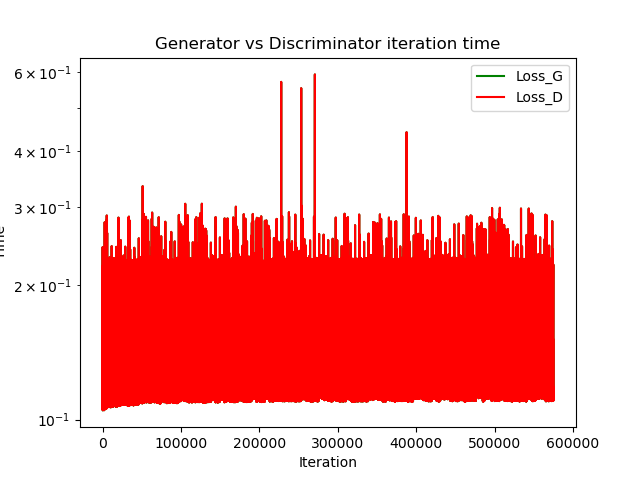 Generator vs Discriminator iteration time
Loss_G
Loss_D
6 × 10⁻¹
4 × 10⁻¹
3 × 10⁻¹
2 × 10⁻¹
10⁻¹
0 100000 200000 300000 400000 500000 600000
Iteration